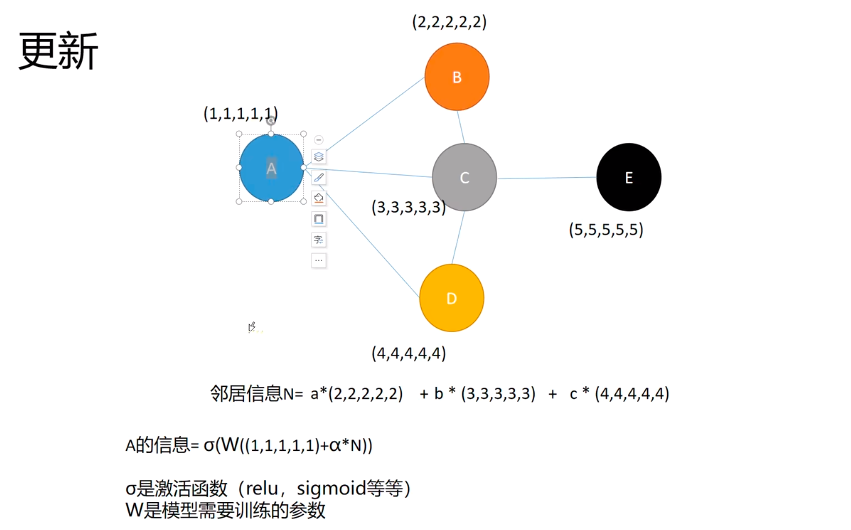 更新
(2,2,2,2,2)
B
(1,1,1,1,1)
A
C
E
(3,3,3,3,3)
(5,5,5,5,5)
字
D
(4,4,4,4,4)
邻居信息N= a*(2,2,2,2,2) + b * (3,3,3,3,3) + c * (4,4,4,4,4)
A的信息= σ(W((1,1,1,1,1)+α*N))
σ是激活函数（relu，sigmoid等等）
W是模型需要训练的参数